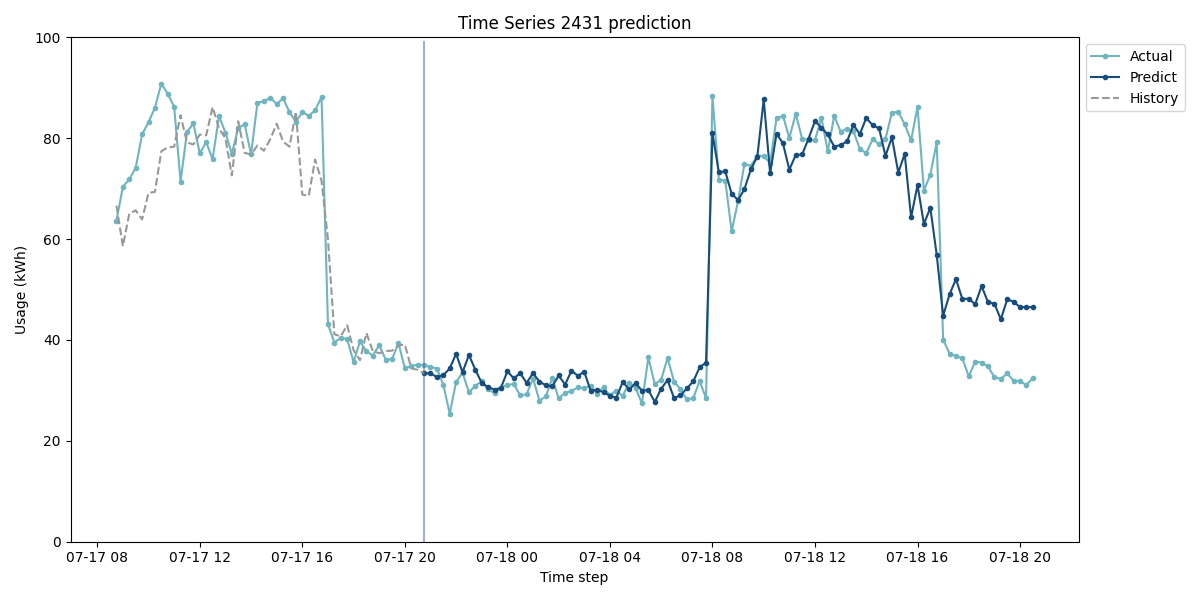 Time Series 2431 prediction
100
80
60
40
20
0
Usage (kWh)
07-17 08
07-17 12
07-17 16
07-17 20
07-18 00
07-18 04
07-18 08
07-18 12
07-18 16
07-18 20
Time step
Actual
Predict
History